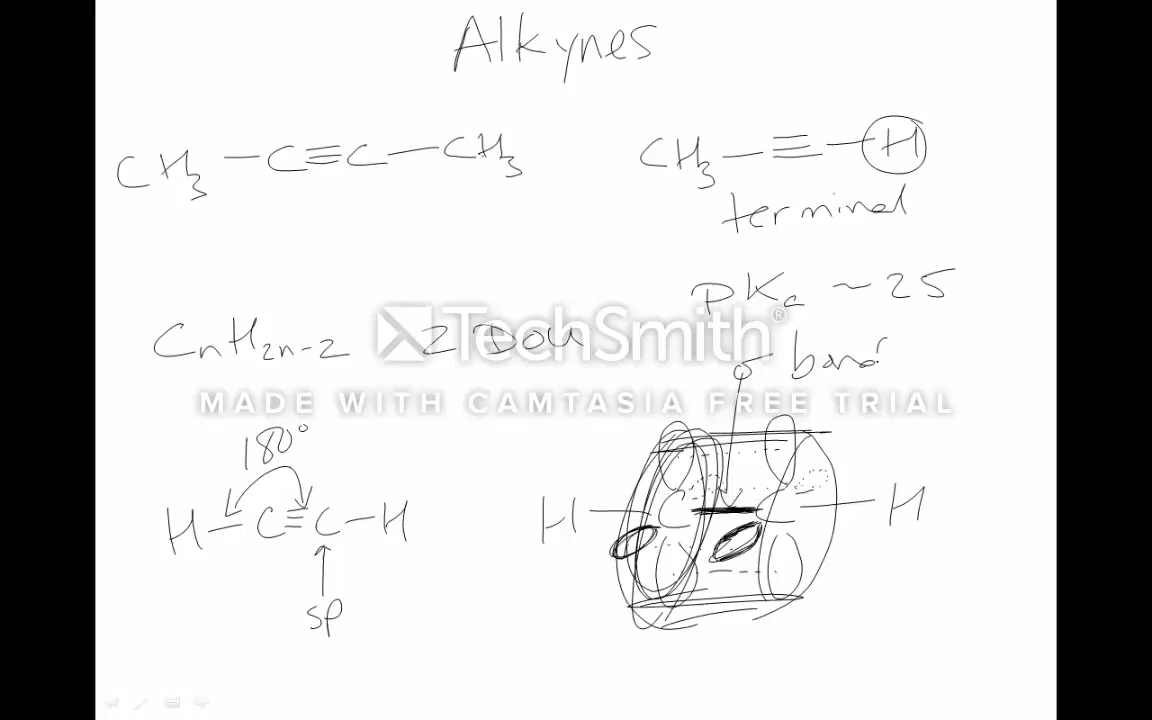 Alkynes
CH3 – C≡C – CH3
CH3 – ≡ – H
terminal
pKa ~ 25
CnH2n-2 2 DoU
TechSmith®
σ bond
MADE WITH CAMTASIA FREE TRIAL
180°
H – C≡C – H
H – C – C – H
sp